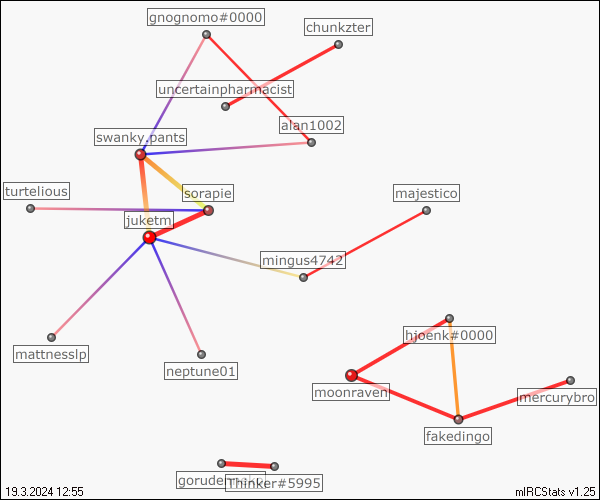 gnognomo#0000
chunkzter
uncertainpharmacist
alan1002
swanky.pants
turtelious
sorapie
majestico
juketm
mingus4742
hjoenk#0000
mattnesslp
neptune01
moonraven
mercurybro
fakedingo
Thinker#5995
19.3.2024 12:55
mIRCStats v1.25